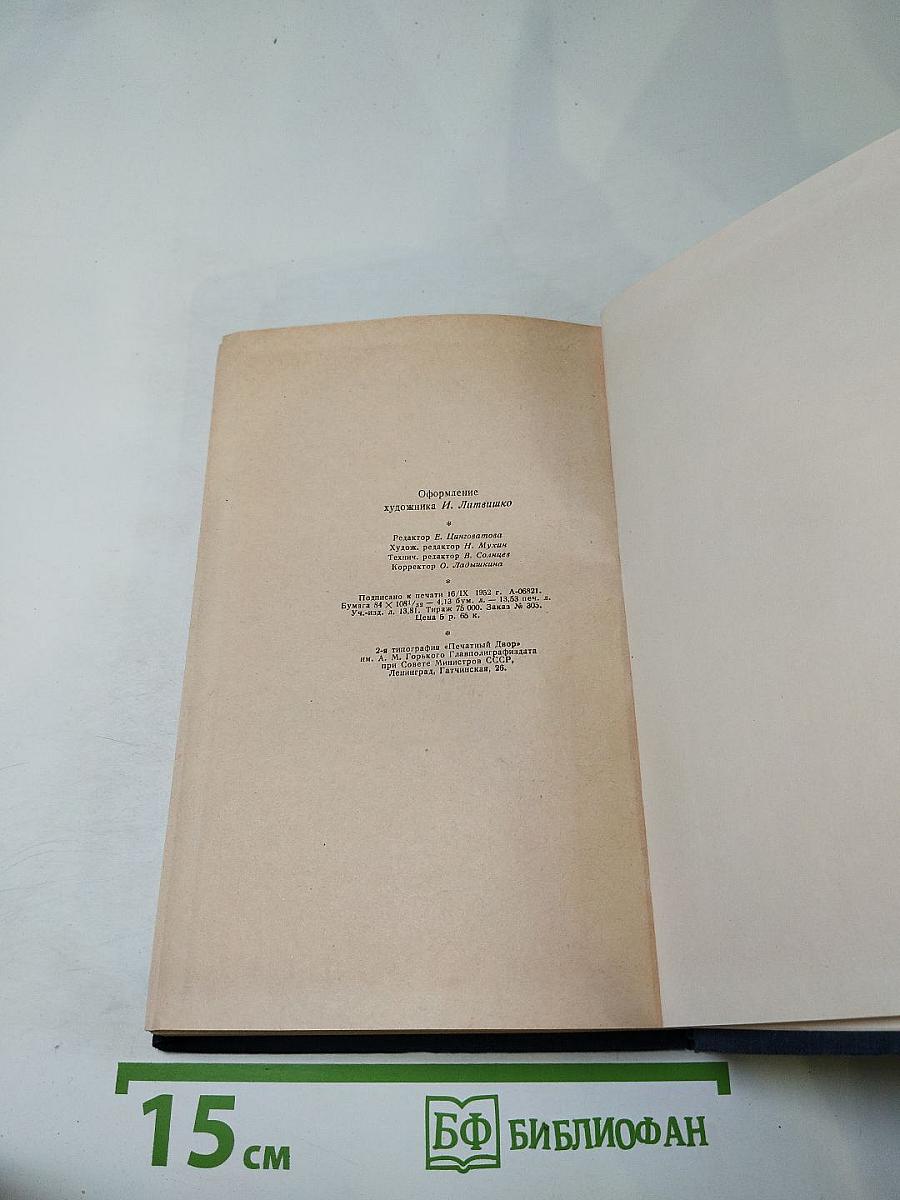 Оформление
художника И. Литвишко
*
Редактор Е. Цинговатова
Худож. редактор Н. Мухин
Технич. редактор В. Солнцев
Корректор О. Ладышкина
*
Подписано к печати 16/IX 1952 г. А-06821.
Бумага 84 × 108¹/₃₂ — 4,13 бум. л. — 13,53 печ. л.
Уч.-изд. л. 13,81. Тираж 75 000. Заказ № 305.
Цена 5 р. 65 к.
*
2-я типография «Печатный Двор»
им. А. М. Горького Главполиграфиздата
при Совете Министров СССР,
Ленинград, Гатчинская, 26.
15 см
БФ БИБЛИОФАН